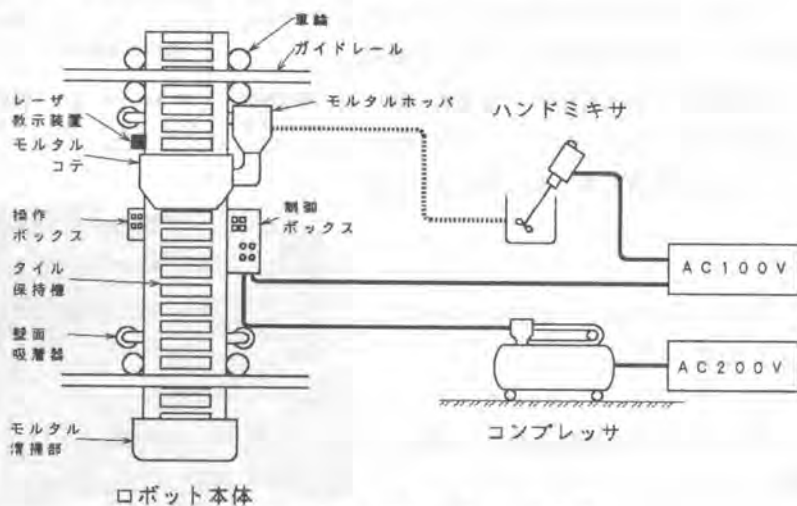 車輪
ガイドレール
レーザ
教示装置
モルタルホッパ
ハンドミキサ
モルタル
コテ
操作
ボックス
制御
ボックス
タイル
保持機
AC100V
壁面
吸着器
AC200V
モルタル
清掃部
コンプレッサ
ロボット本体